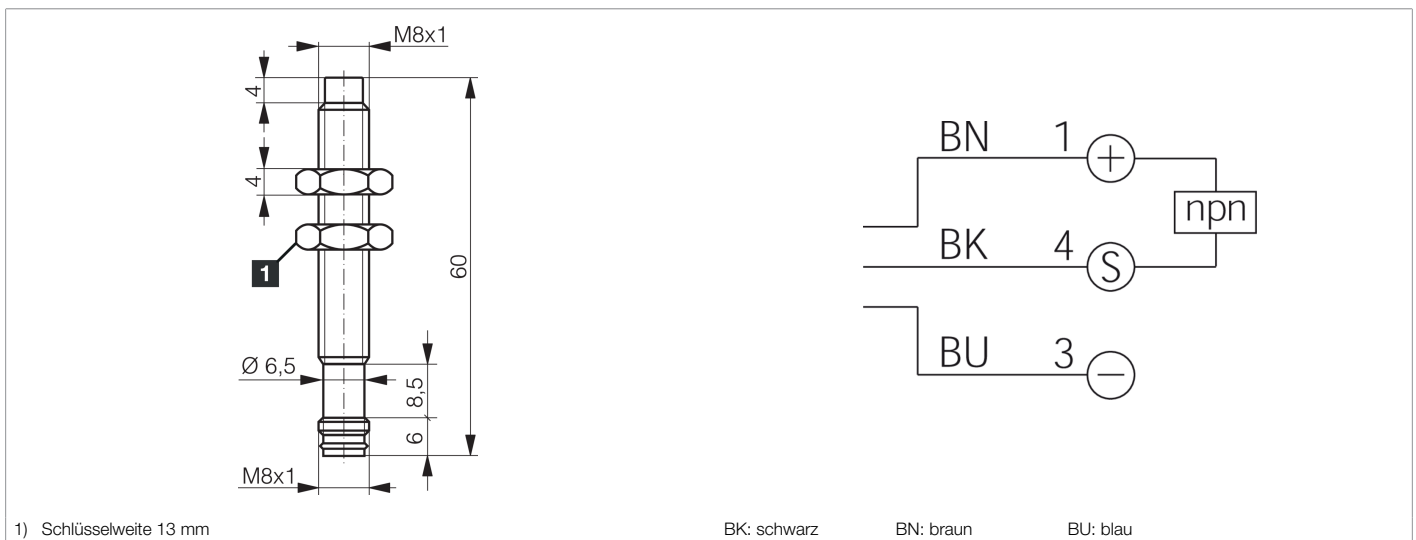 M8x1
4
4
1
60
Ø 6,5
8,5
6
M8x1
BN 1 +
npn
BK 4 S
BU 3 −
1) Schlüsselweite 13 mm
BK: schwarz BN: braun BU: blau